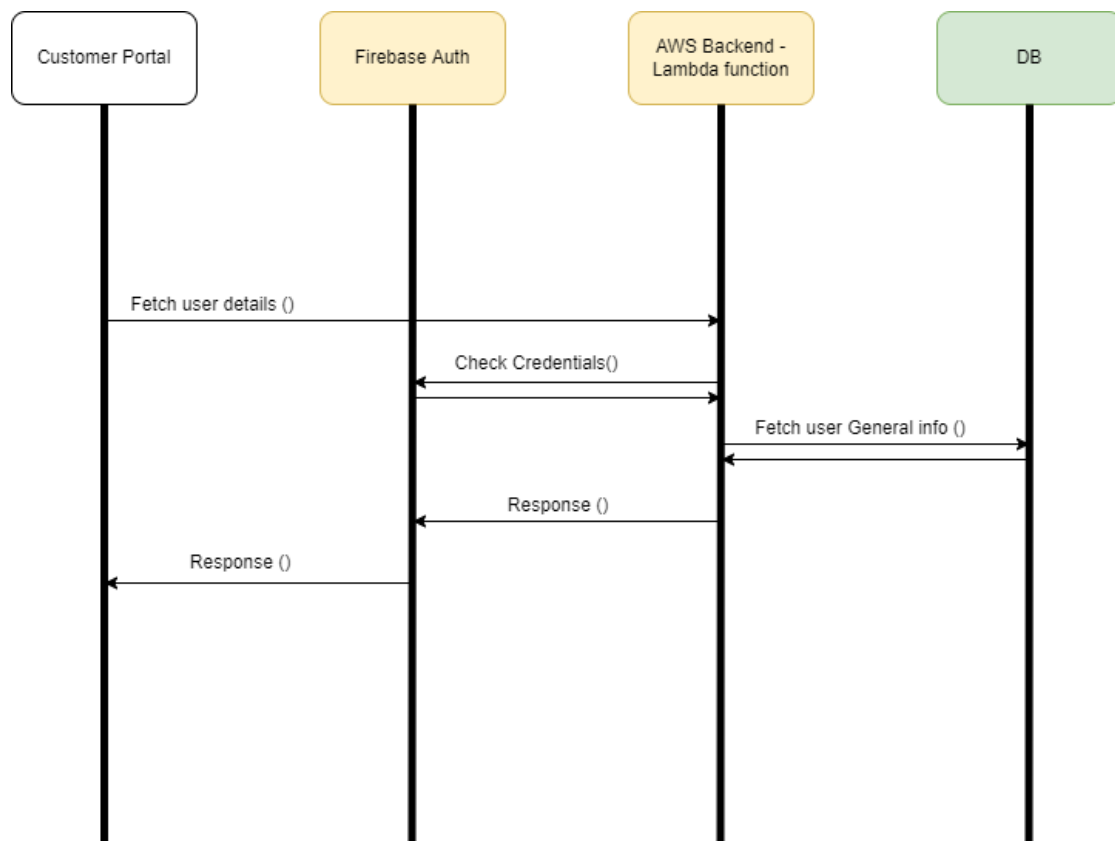 Customer Portal
Firebase Auth
AWS Backend -
Lambda function
DB
Fetch user details ()
Check Credentials()
Fetch user General info ()
Response ()
Response ()